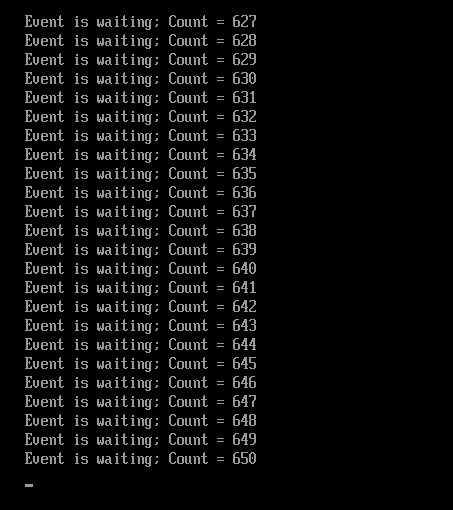 Event is waiting; Count = 627
Event is waiting; Count = 628
Event is waiting; Count = 629
Event is waiting; Count = 630
Event is waiting; Count = 631
Event is waiting; Count = 632
Event is waiting; Count = 633
Event is waiting; Count = 634
Event is waiting; Count = 635
Event is waiting; Count = 636
Event is waiting; Count = 637
Event is waiting; Count = 638
Event is waiting; Count = 639
Event is waiting; Count = 640
Event is waiting; Count = 641
Event is waiting; Count = 642
Event is waiting; Count = 643
Event is waiting; Count = 644
Event is waiting; Count = 645
Event is waiting; Count = 646
Event is waiting; Count = 647
Event is waiting; Count = 648
Event is waiting; Count = 649
Event is waiting; Count = 650